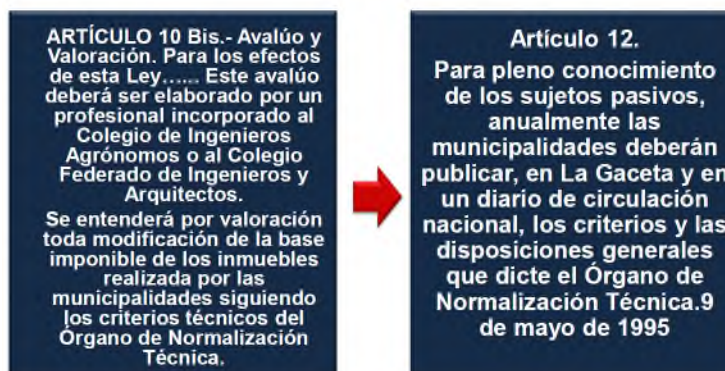 ARTÍCULO 10 Bis.- Avalúo y
Valoración. Para los efectos
de esta Ley…... Este avalúo
deberá ser elaborado por un
profesional incorporado al
Colegio de Ingenieros
Agrónomos o al Colegio
Federado de Ingenieros y
Arquitectos.
Se entenderá por valoración
toda modificación de la base
imponible de los inmuebles
realizada por las
municipalidades siguiendo
los criterios técnicos del
Órgano de Normalización
Técnica.
Artículo 12.
Para pleno conocimiento
de los sujetos pasivos,
anualmente las
municipalidades deberán
publicar, en La Gaceta y en
un diario de circulación
nacional, los criterios y las
disposiciones generales
que dicte el Órgano de
Normalización Técnica.9
de mayo de 1995